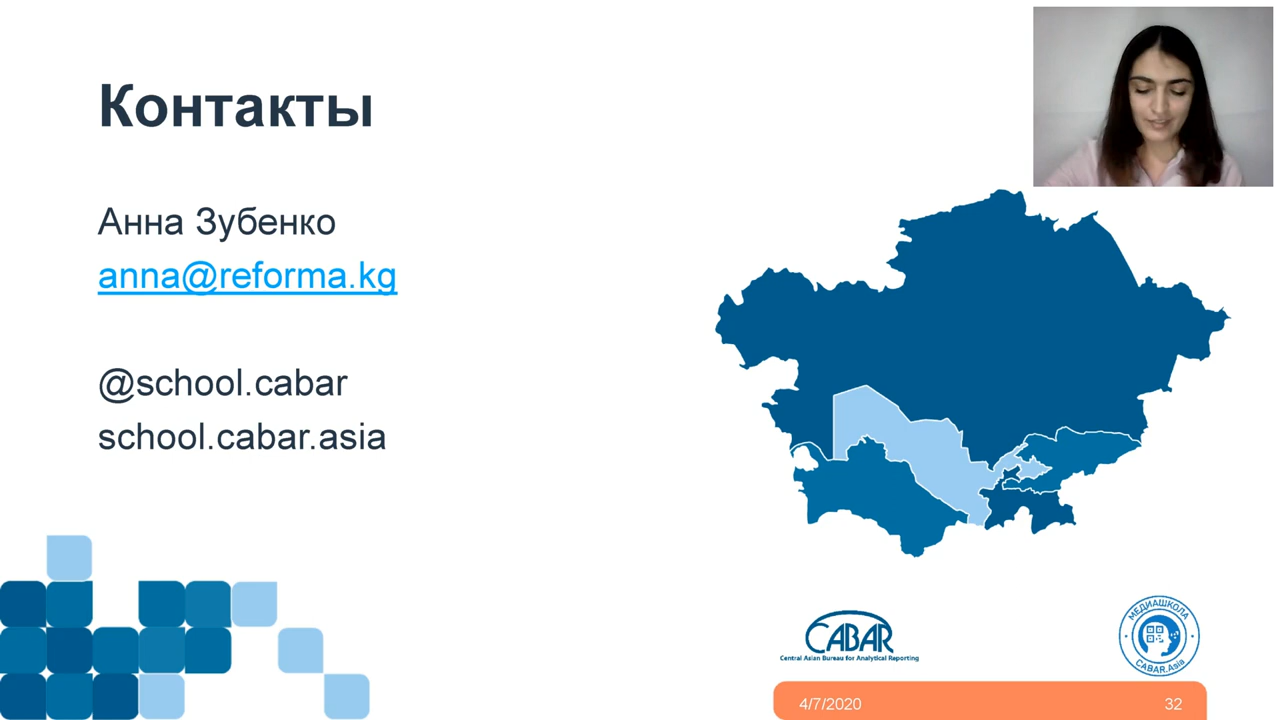 Контакты
Анна Зубенко
anna@reforma.kg
@school.cabar
school.cabar.asia
CABAR
Central Asian Bureau for Analytical Reporting
МЕДИАШКОЛА
CABAR.Asia
4/7/2020
32